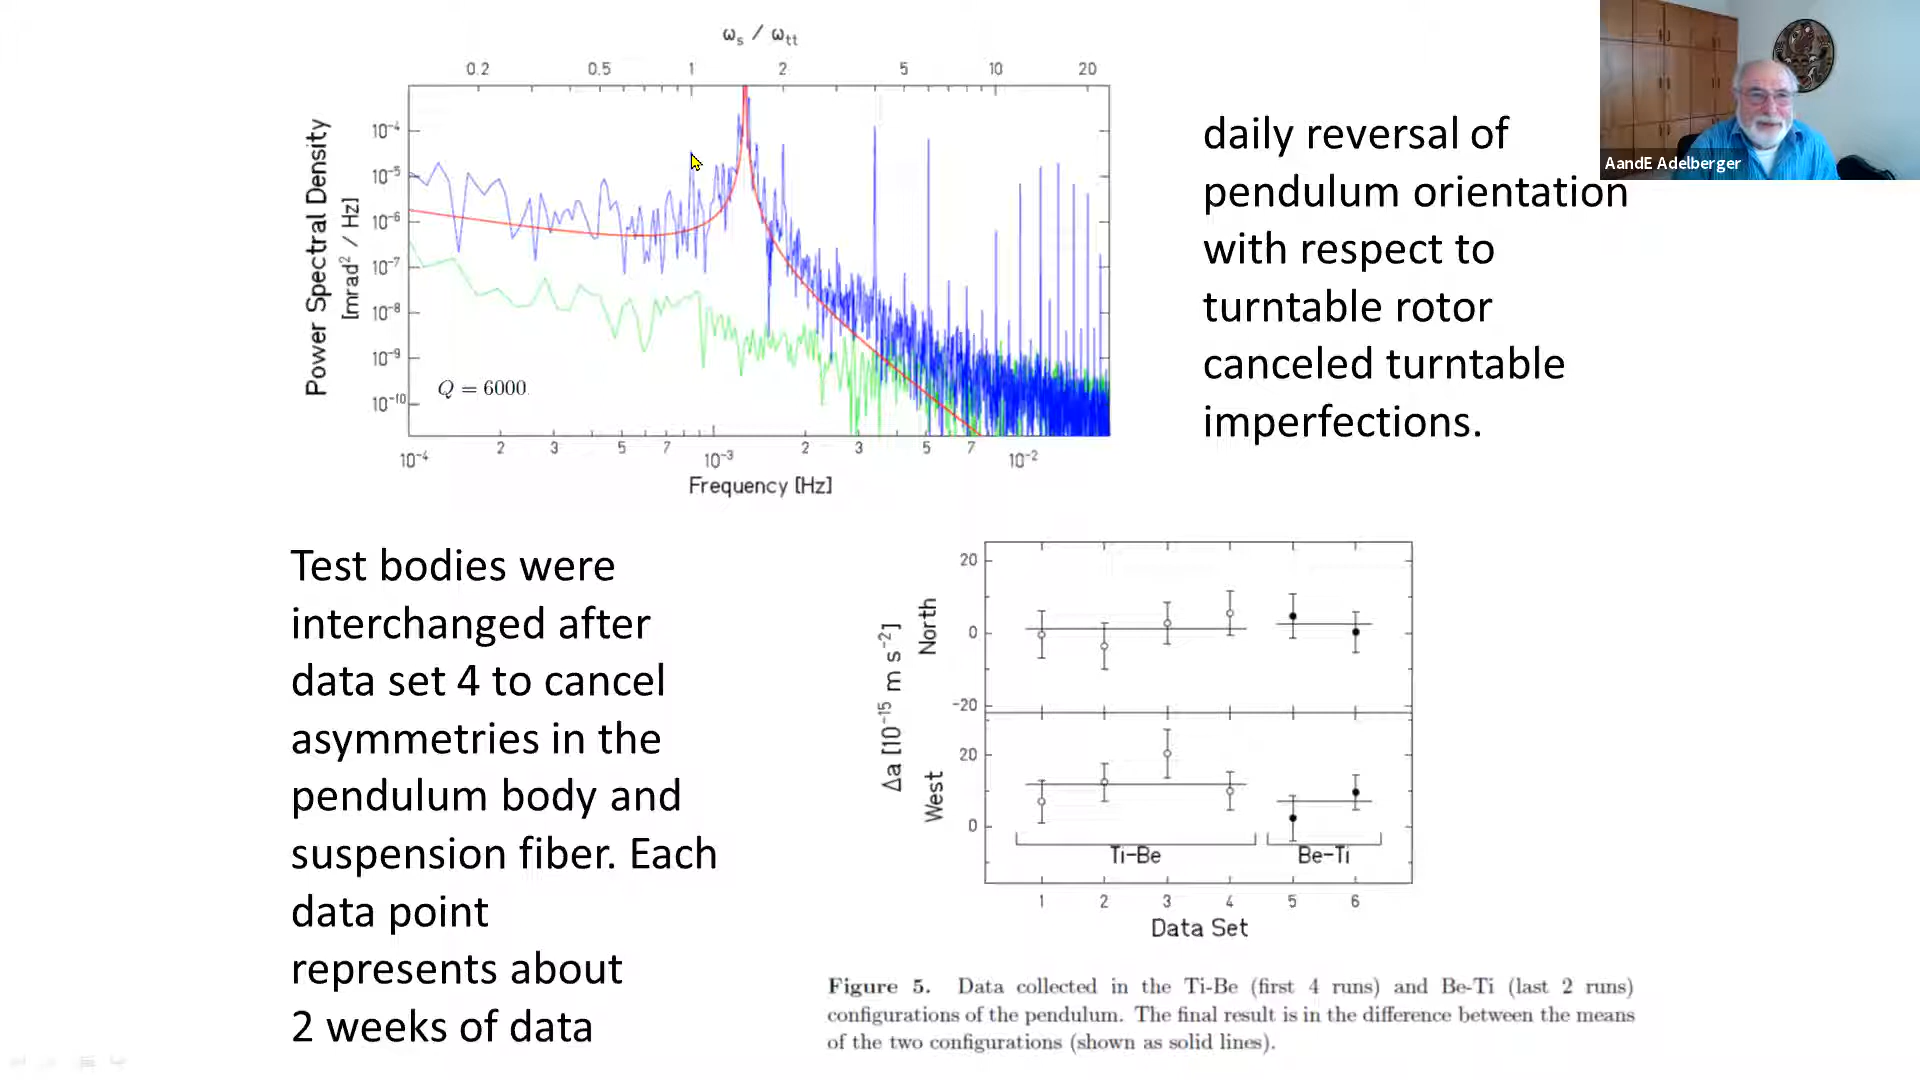 ωs / ωtt
0.2 0.5 1 2 5 10 20
Power Spectral Density
[mrad² / Hz]
10⁻⁴
10⁻⁵
10⁻⁶
10⁻⁷
10⁻⁸
10⁻⁹
10⁻¹⁰
Q = 6000
2 3 5 7 2 3 5 7
10⁻⁴ 10⁻³ 10⁻²
Frequency [Hz]
AandE Adelberger
daily reversal of
pendulum orientation
with respect to
turntable rotor
canceled turntable
imperfections.
Test bodies were
interchanged after
data set 4 to cancel
asymmetries in the
pendulum body and
suspension fiber. Each
data point
represents about
2 weeks of data
Δa [10⁻¹⁵ m s⁻²]
North
West
20
0
-20
20
0
Ti-Be Be-Ti
1 2 3 4 5 6
Data Set
Figure 5. Data collected in the Ti-Be (first 4 runs) and Be-Ti (last 2 runs)
configurations of the pendulum. The final result is in the difference between the means
of the two configurations (shown as solid lines).